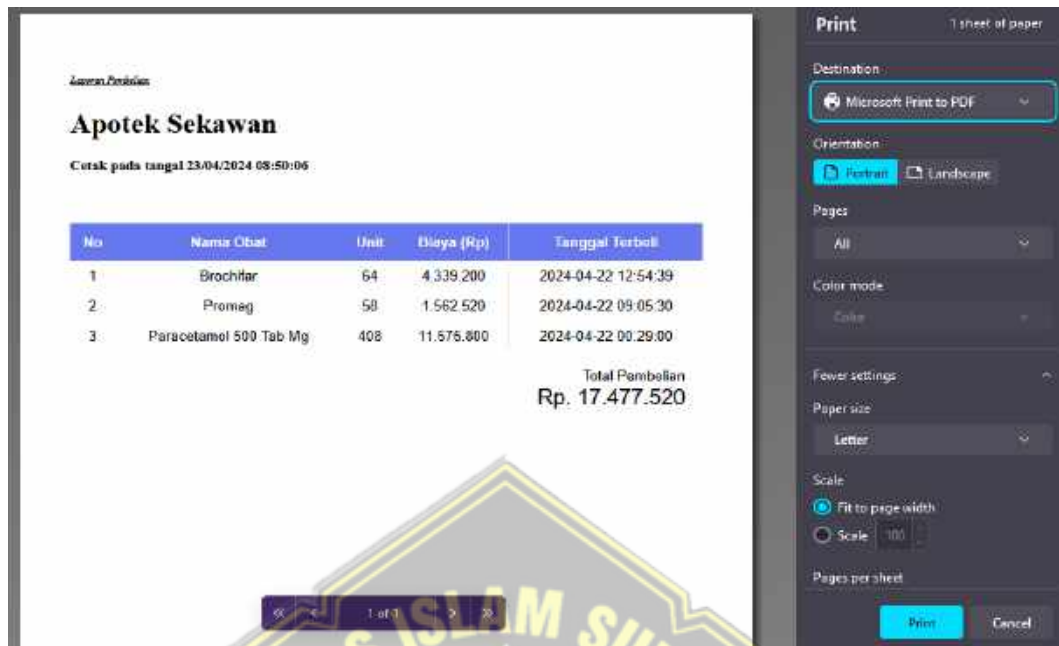 Laporan Pembelian
Apotek Sekawan
Cetak pada tangal 23/04/2024 08:50:06
No Nama Obat Unit Biaya (Rp) Tanggal Terbeli
1 Brochifar 64 4.339.200 2024-04-22 12:54:39
2 Promag 58 1.562.520 2024-04-22 09:05:30
3 Paracetamol 500 Tab Mg 408 11.575.800 2024-04-22 00:29:00
Total Pembelian
Rp. 17.477.520
1 of 1
ISLAM
Print 1 sheet of paper
Destination
Microsoft Print to PDF
Orientation
Portrait Landscape
Pages
All
Color mode
Color
Fewer settings
Paper size
Letter
Scale
Fit to page width
Scale 100
Pages per sheet
Print Cancel